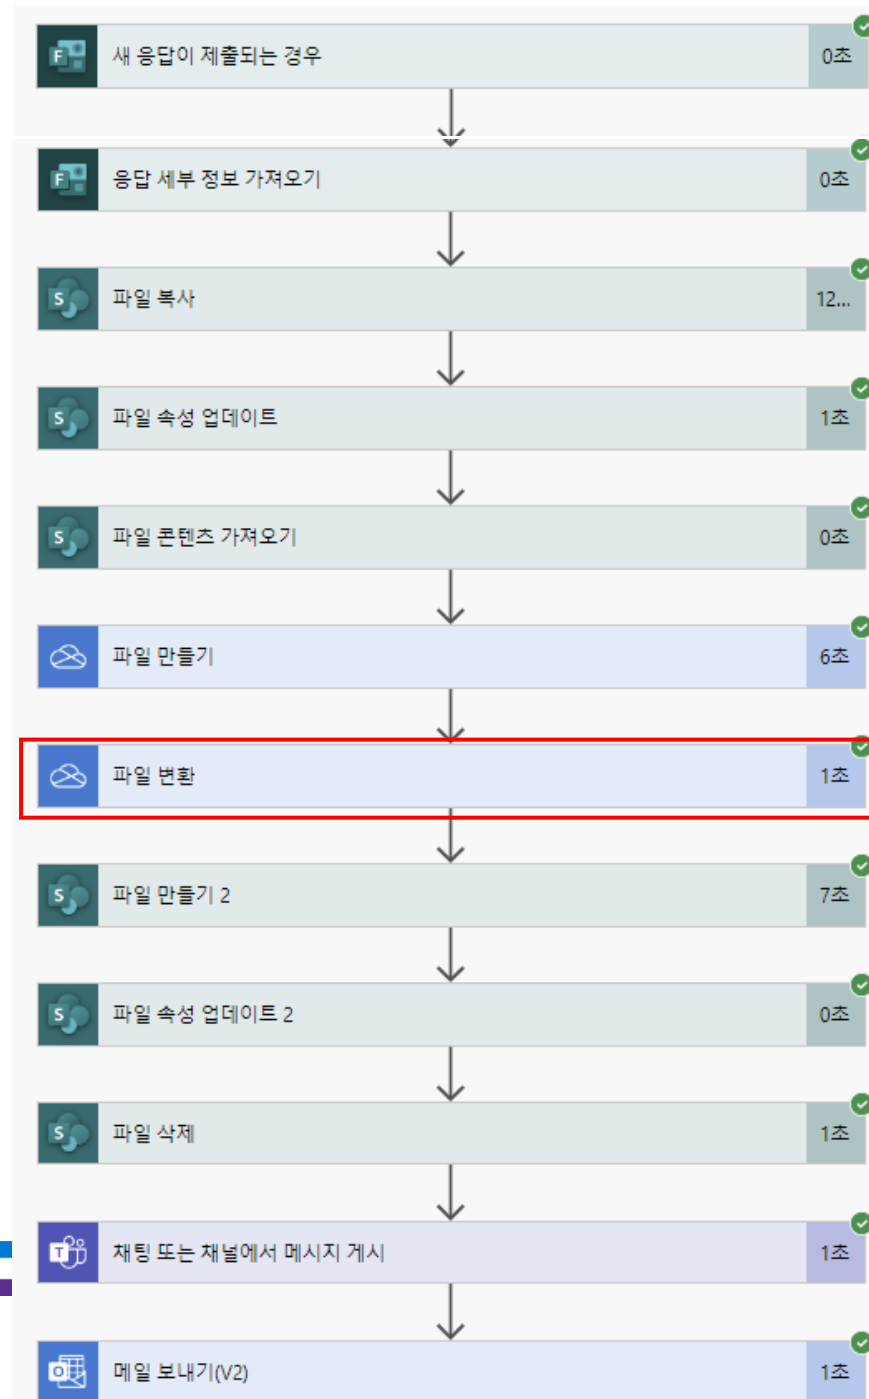 새 응답이 제출되는 경우 0초
응답 세부 정보 가져오기 0초
파일 복사 12...
파일 속성 업데이트 1초
파일 콘텐츠 가져오기 0초
파일 만들기 6초
파일 변환 1초
파일 만들기 2 7초
파일 속성 업데이트 2 0초
파일 삭제 1초
채팅 또는 채널에서 메시지 게시 1초
메일 보내기(V2) 1초